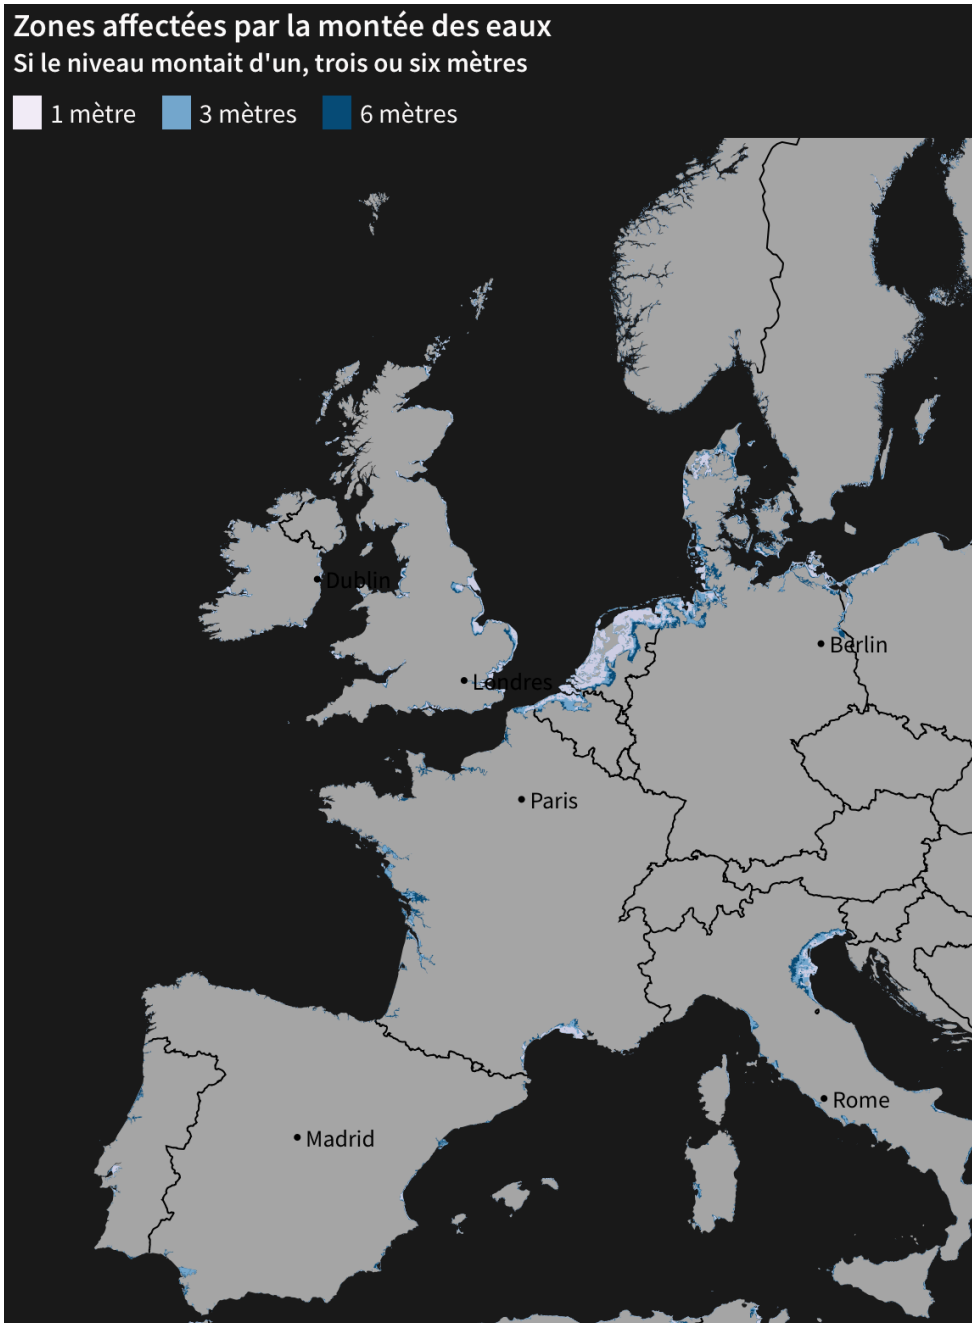 Zones affectées par la montée des eaux
Si le niveau montait d'un, trois ou six mètres
1 mètre 3 mètres 6 mètres
Dublin
Berlin
Londres
Paris
Rome
Madrid